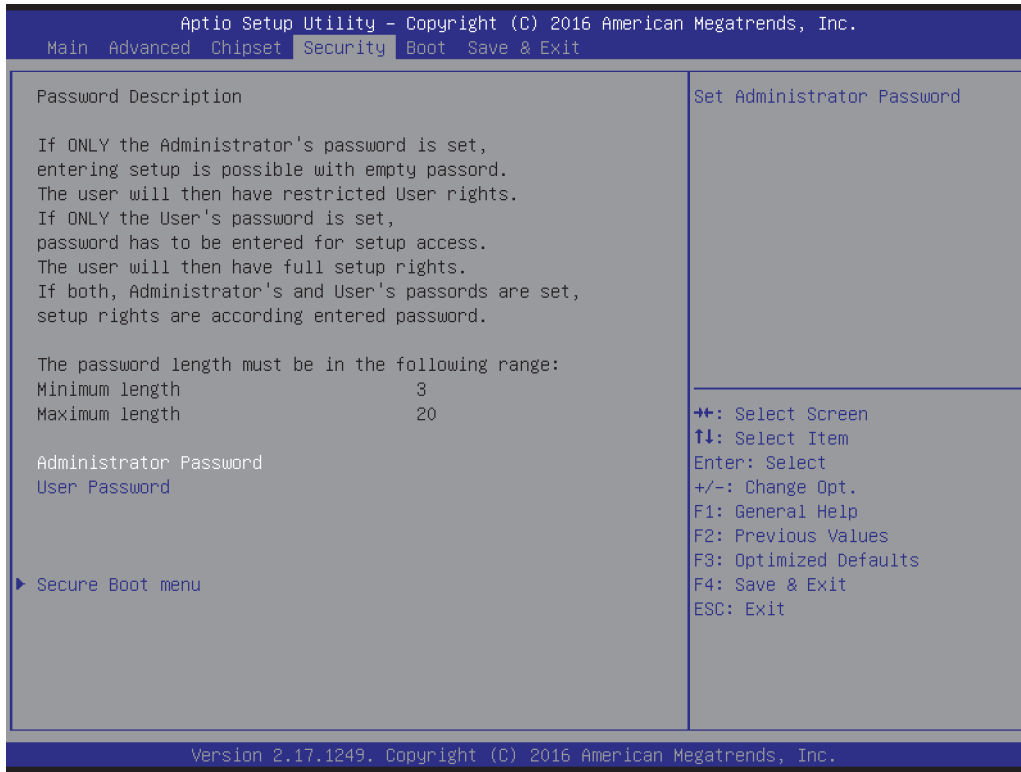 Aptio Setup Utility – Copyright (C) 2016 American Megatrends, Inc.
Main Advanced Chipset Security Boot Save & Exit
Password Description
If ONLY the Administrator's password is set,
entering setup is possible with empty passord.
The user will then have restricted User rights.
If ONLY the User's password is set,
password has to be entered for setup access.
The user will then have full setup rights.
If both, Administrator's and User's passords are set,
setup rights are according entered password.
The password length must be in the following range:
Minimum length 3
Maximum length 20
Administrator Password
User Password
Secure Boot menu
Set Administrator Password
→←: Select Screen
↑↓: Select Item
Enter: Select
+/-: Change Opt.
F1: General Help
F2: Previous Values
F3: Optimized Defaults
F4: Save & Exit
ESC: Exit
Version 2.17.1249. Copyright (C) 2016 American Megatrends, Inc.